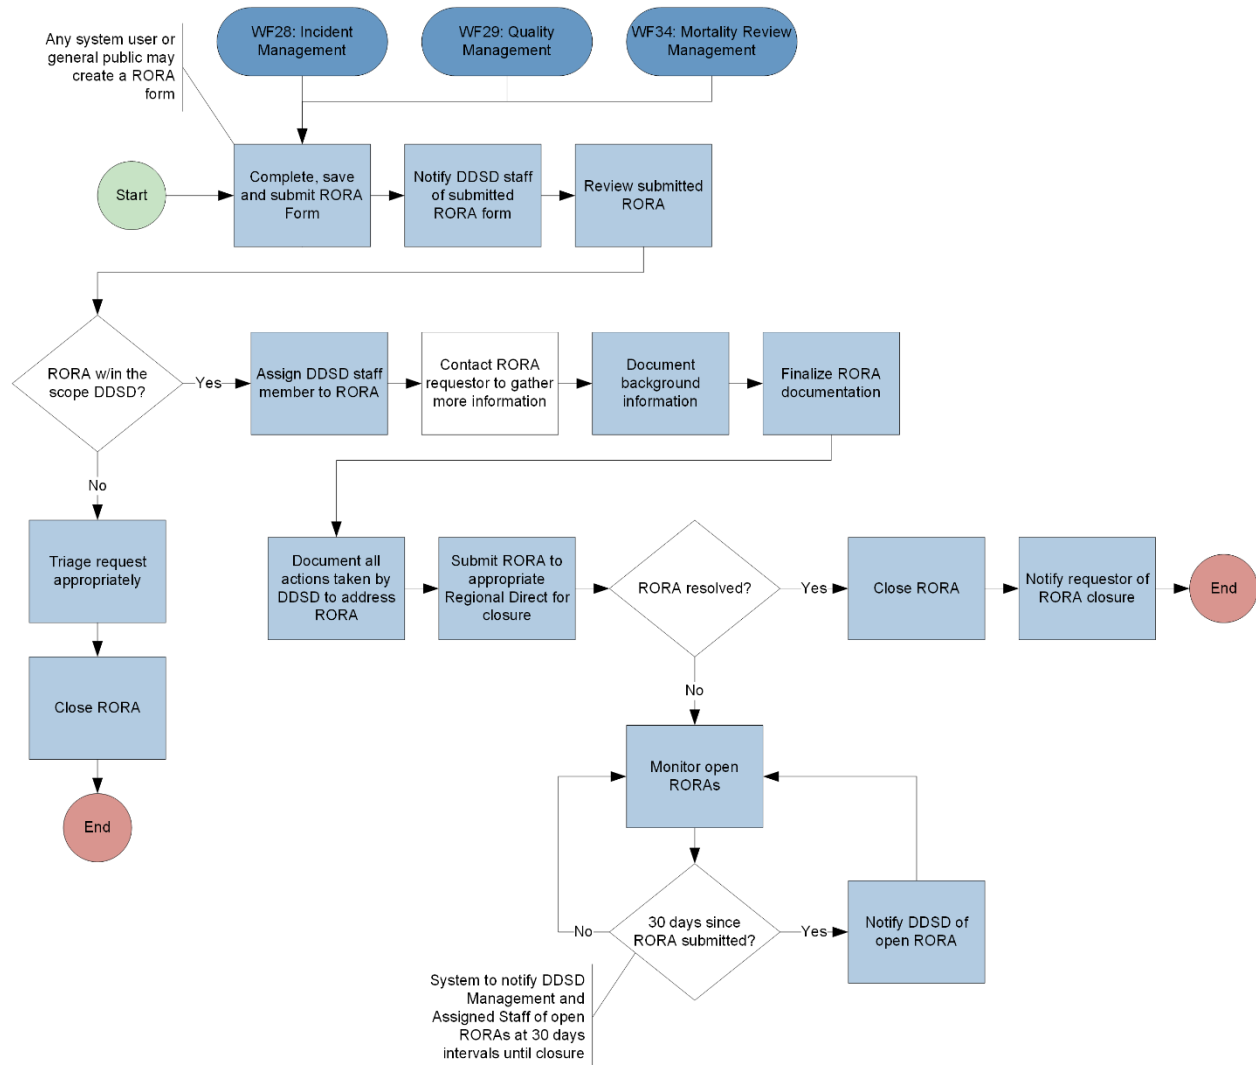 Any system user or
general public may
create a RORA
form
WF28: Incident
Management
WF29: Quality
Management
WF34: Mortality Review
Management
Start
Complete, save
and submit RORA
Form
Notify DDSD staff
of submitted
RORA form
Review submitted
RORA
RORA w/in the
scope DDSD?
Yes
Assign DDSD staff
member to RORA
Contact RORA
requestor to gather
more information
Document
background
information
Finalize RORA
documentation
No
Triage request
appropriately
Close RORA
End
Document all
actions taken by
DDSD to address
RORA
Submit RORA to
appropriate
Regional Direct for
closure
RORA resolved?
Yes
Close RORA
Notify requestor of
RORA closure
End
No
Monitor open
RORAs
30 days since
RORA submitted?
No
Yes
Notify DDSD of
open RORA
System to notify DDSD
Management and
Assigned Staff of open
RORAs at 30 days
intervals until closure